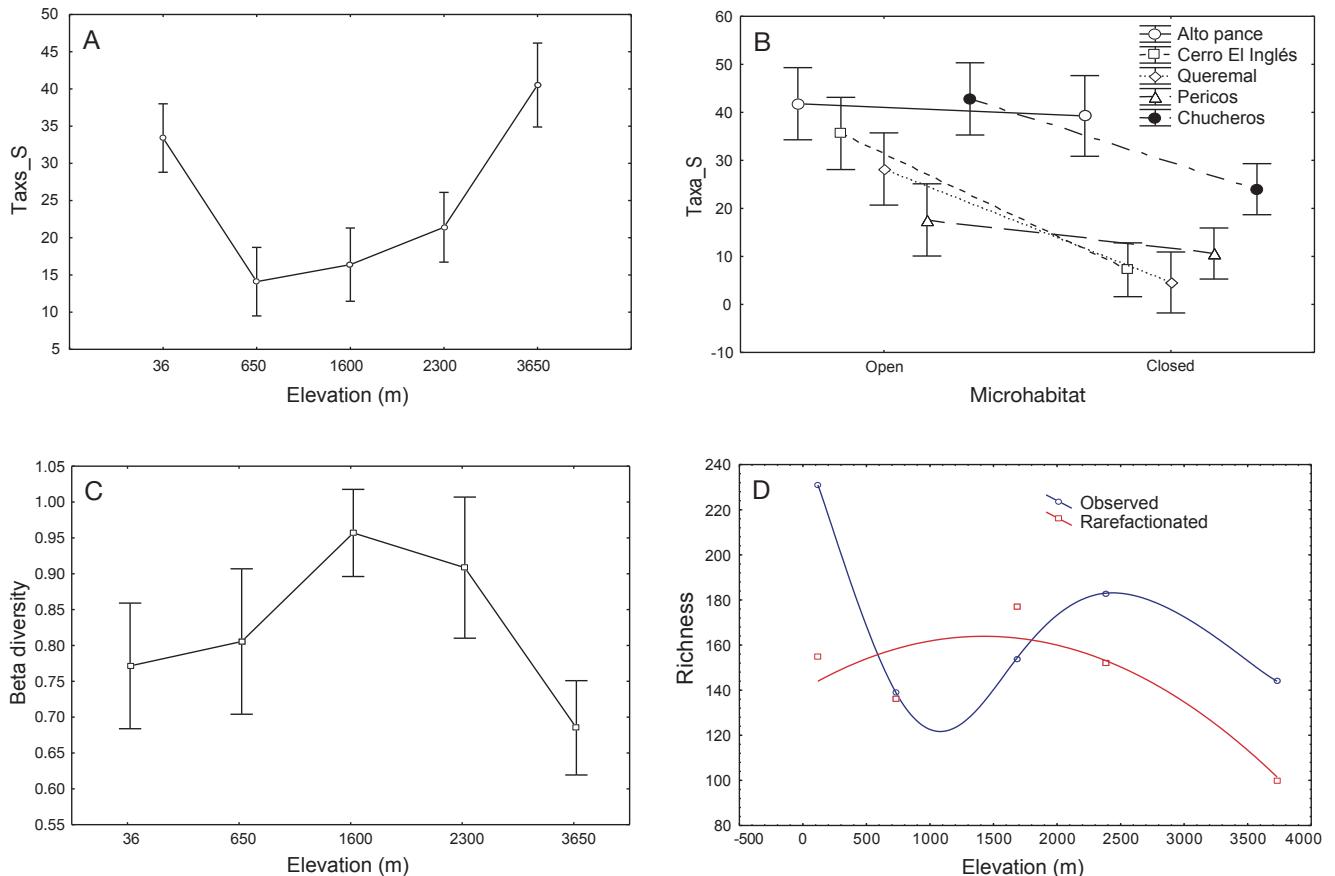 A
Taxs_S
50
45
40
35
30
25
20
15
10
5
36
650
1600
2300
3650
Elevation (m)
B
Taxa_S
60
50
40
30
20
10
0
-10
Alto pance
Cerro El Inglés
Queremal
Pericos
Chucheros
Open
Closed
Microhabitat
C
Beta diversity
1.05
1.00
0.95
0.90
0.85
0.80
0.75
0.70
0.65
0.60
0.55
36
650
1600
2300
3650
Elevation (m)
D
Richness
240
220
200
180
160
140
120
100
80
Observed
Rarefactionated
-500
0
500
1000
1500
2000
2500
3000
3500
4000
Elevation (m)